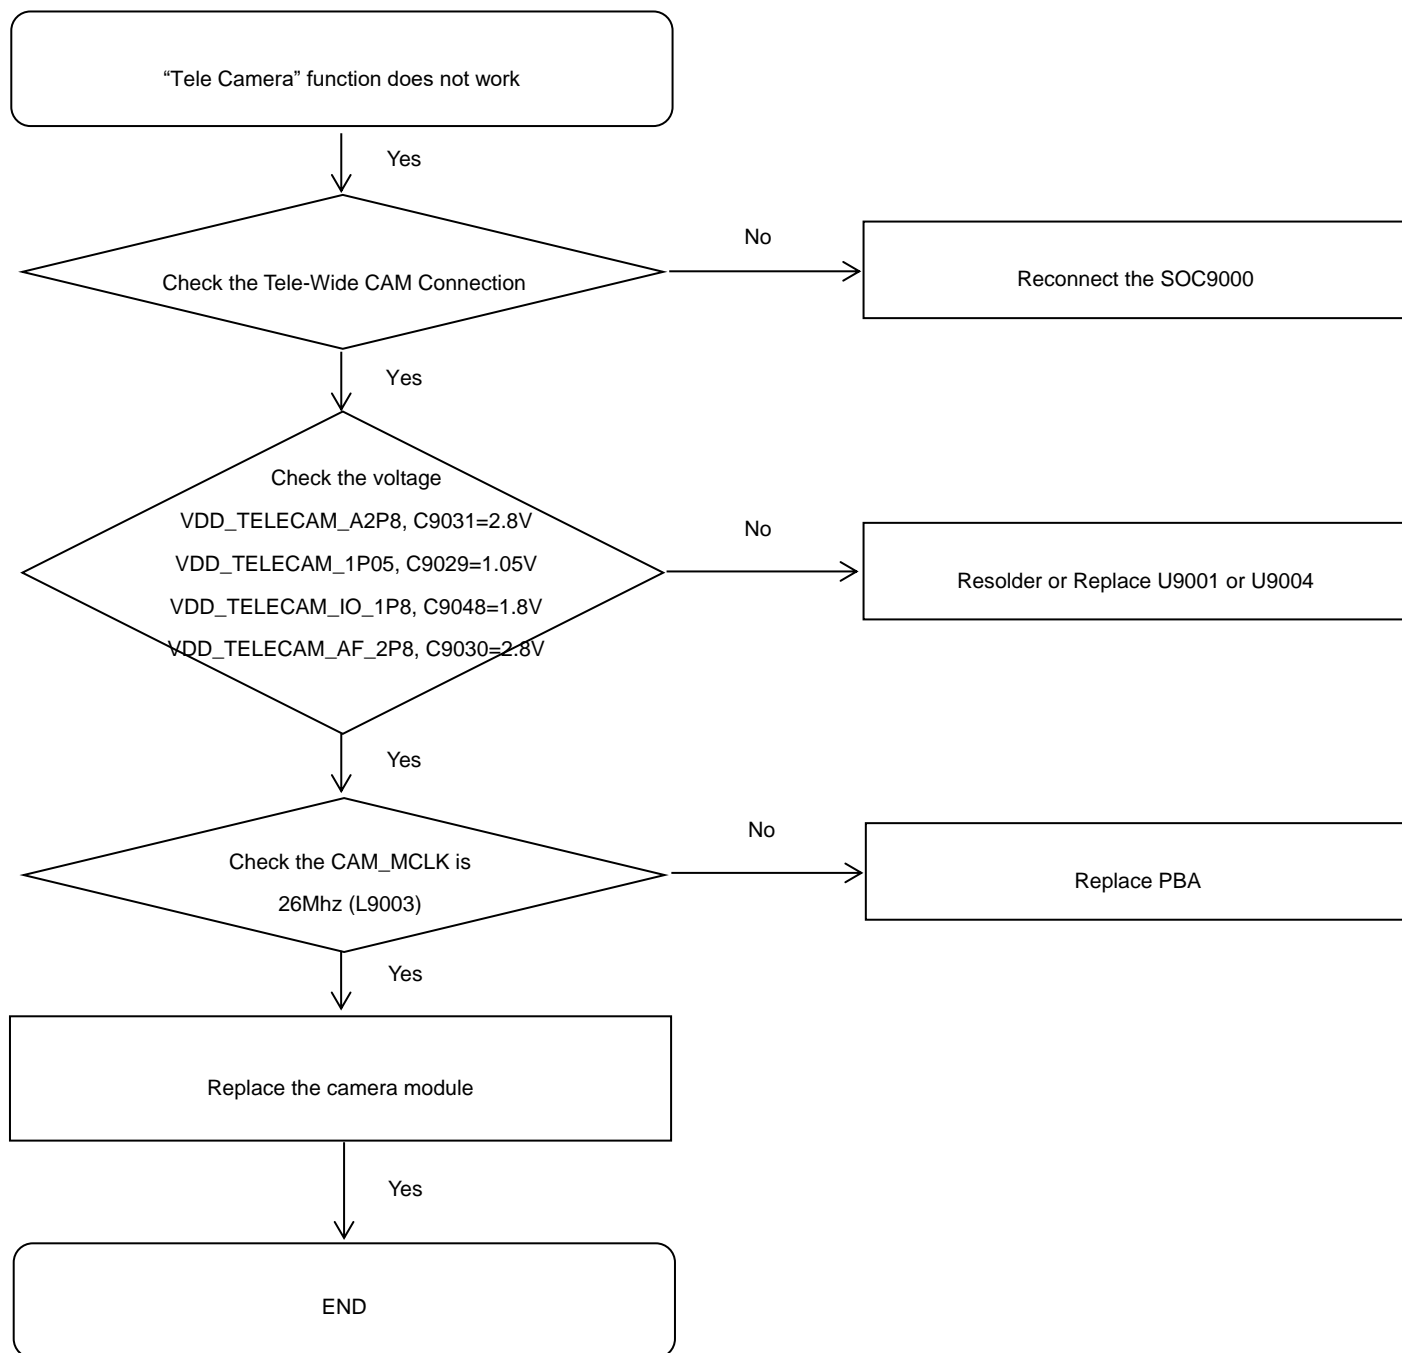 “Tele Camera” function does not work
Yes
Check the Tele-Wide CAM Connection
No
Reconnect the SOC9000
Yes
Check the voltage
VDD_TELECAM_A2P8, C9031=2.8V
VDD_TELECAM_1P05, C9029=1.05V
VDD_TELECAM_IO_1P8, C9048=1.8V
VDD_TELECAM_AF_2P8, C9030=2.8V
No
Resolder or Replace U9001 or U9004
Yes
Check the CAM_MCLK is
26Mhz (L9003)
No
Replace PBA
Yes
Replace the camera module
Yes
END